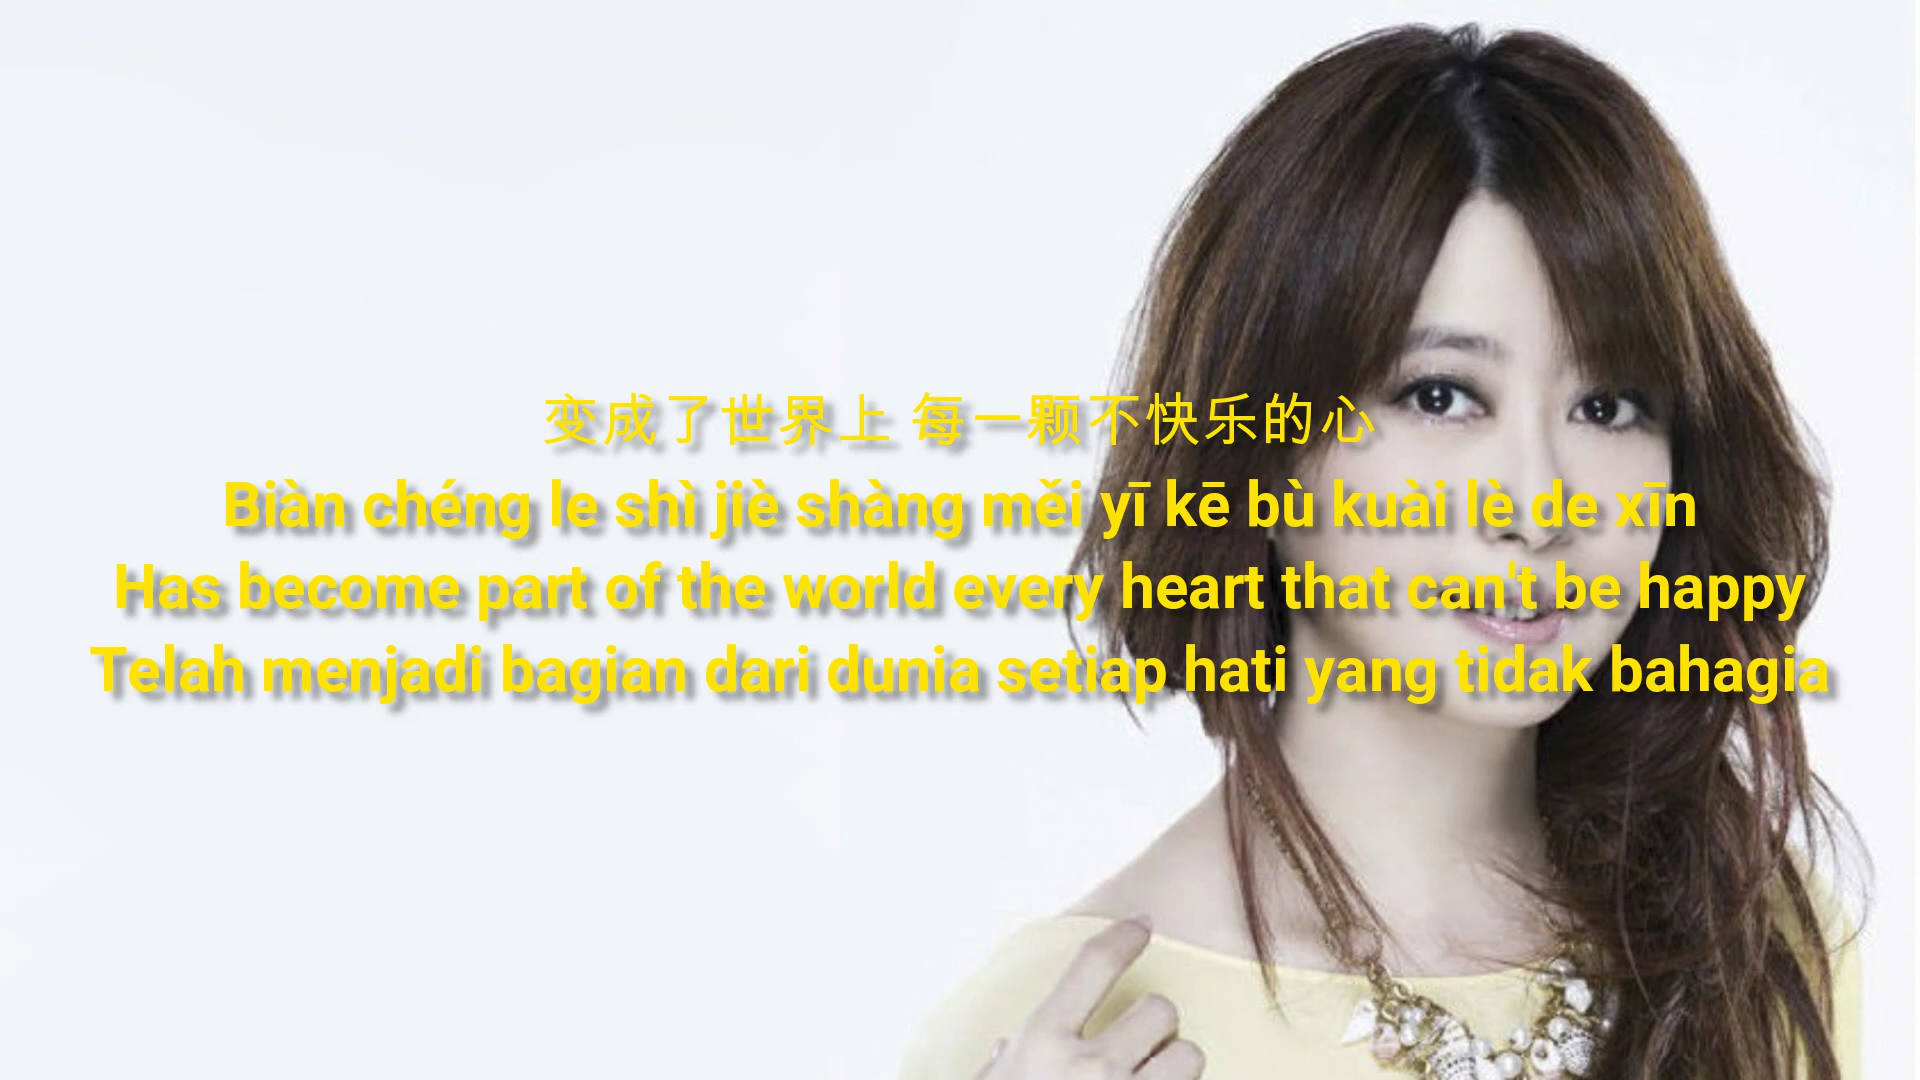 变成了世界上 每一颗不快乐的心
Biàn chéng le shì jiè shàng měi yī kē bù kuài lè de xīn
Has become part of the world every heart that can't be happy
Telah menjadi bagian dari dunia setiap hati yang tidak bahagia